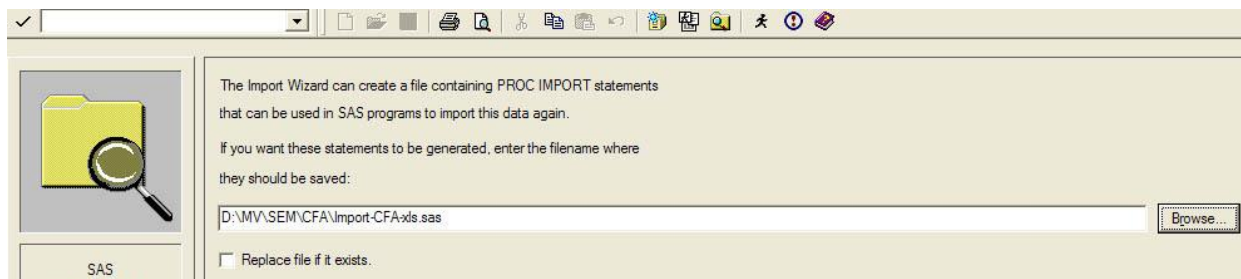 The Import Wizard can create a file containing PROC IMPORT statements
that can be used in SAS programs to import this data again.
If you want these statements to be generated, enter the filename where
they should be saved:
D:\MV\SEM\CFA\Import-CFA-xls.sas
Browse...
Replace file if it exists.
SAS